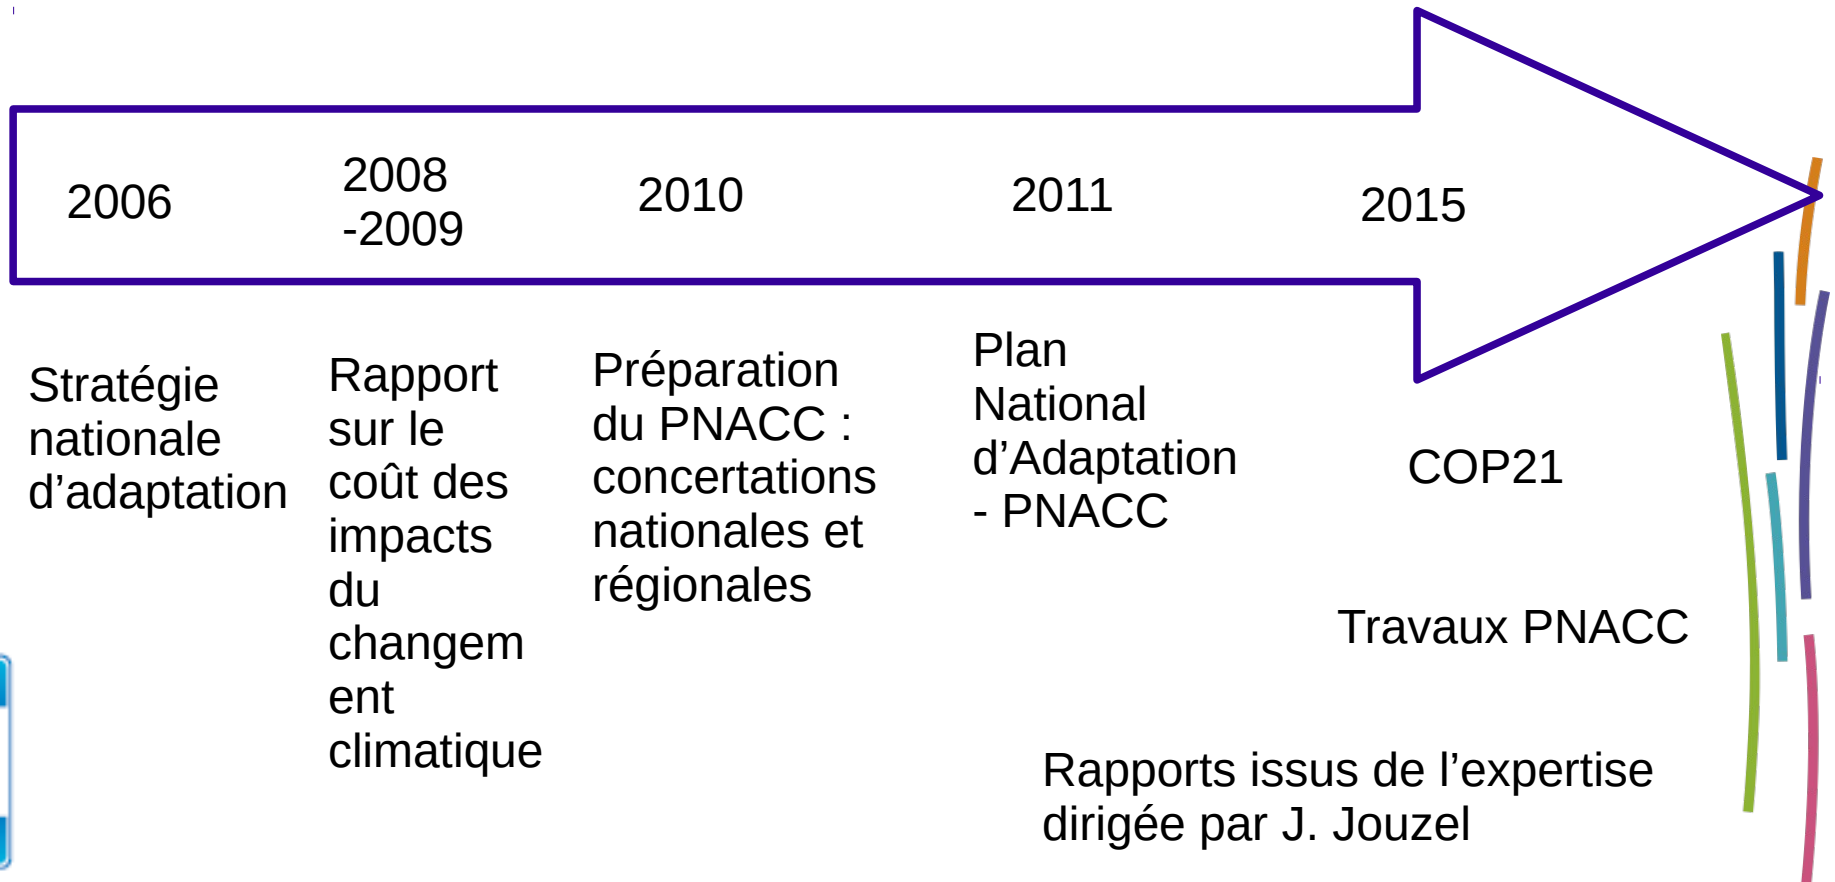 2006
2008
-2009
2010
2011
2015
Stratégie
nationale
d’adaptation
Rapport
sur le
coût des
impacts
du
changem
ent
climatique
Préparation
du PNACC :
concertations
nationales et
régionales
Plan
National
d’Adaptation
- PNACC
COP21
Travaux PNACC
Rapports issus de l’expertise
dirigée par J. Jouzel